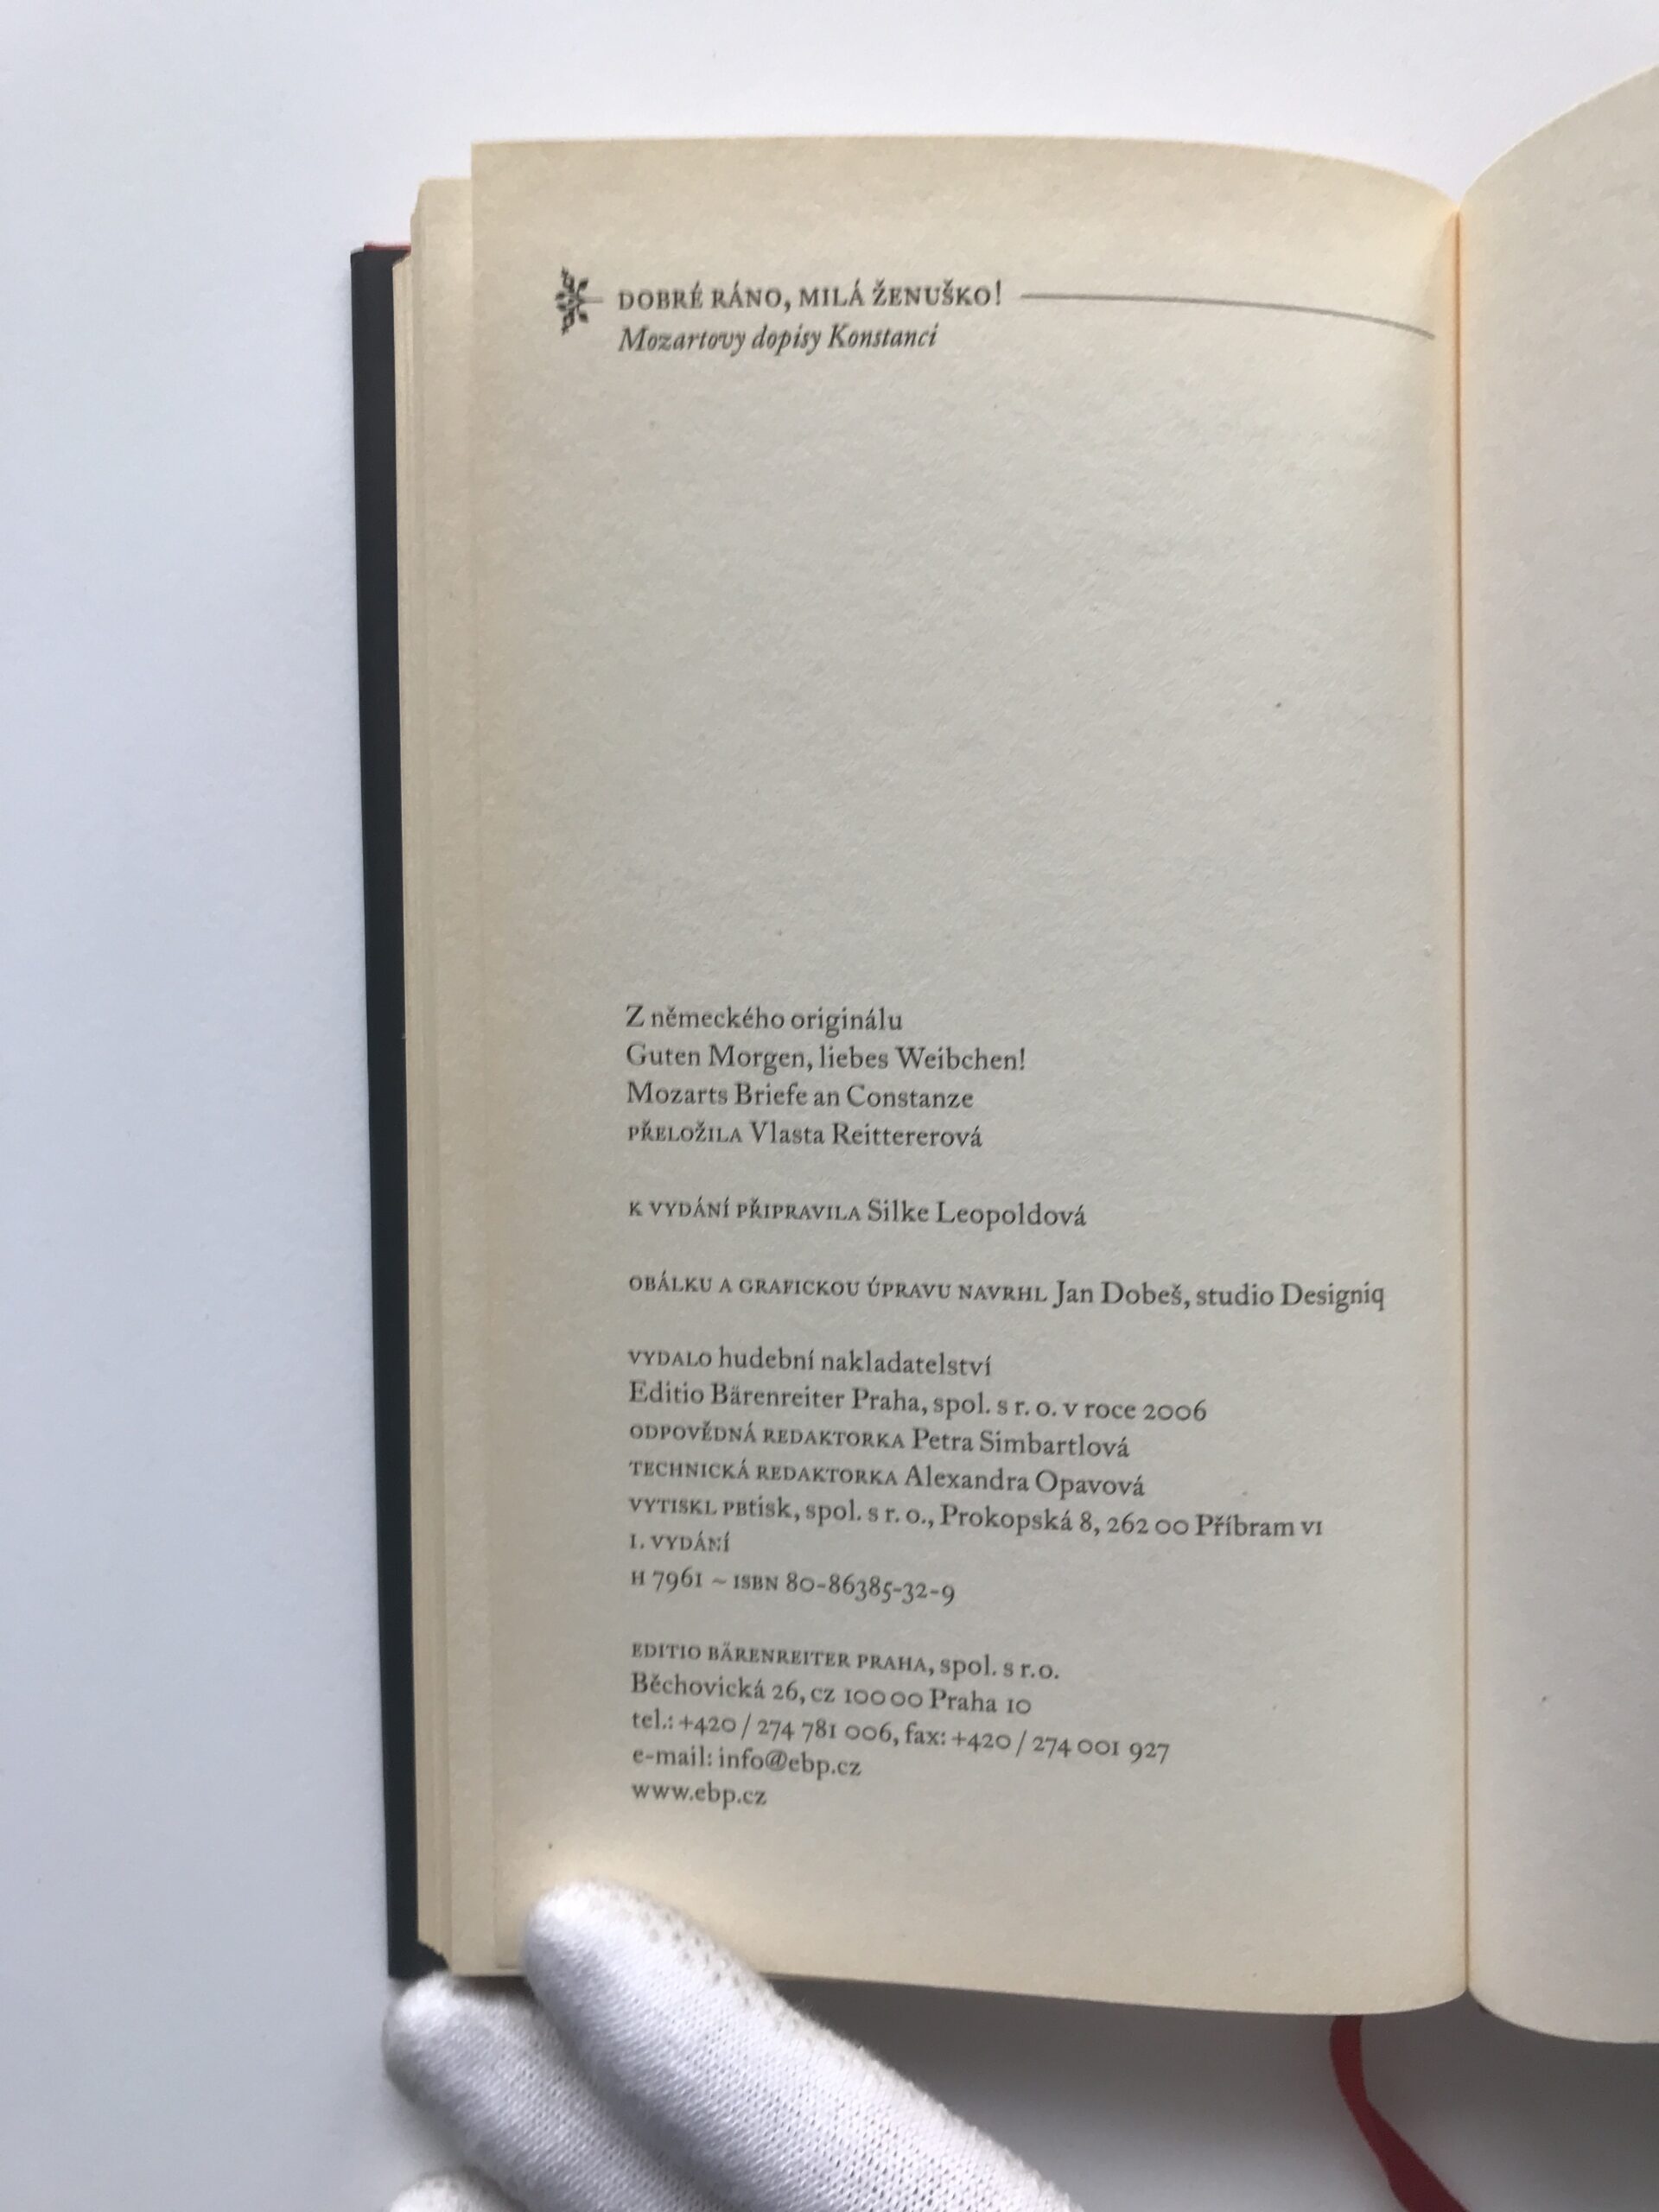 DOBRÉ RÁNO, MILÁ ŽENUŠKO!
Mozartovy dopisy Konstanci
Z německého originálu
Guten Morgen, liebes Weibchen!
Mozarts Briefe an Constanze
PŘELOŽILA Vlasta Reittererová
K VYDÁNÍ PŘIPRAVILA Silke Leopoldová
OBÁLKU A GRAFICKOU ÚPRAVU NAVRHL Jan Dobeš, studio Designiq
VYDALO hudební nakladatelství
Editio Bärenreiter Praha, spol. s r. o. v roce 2006
ODPOVĚDNÁ REDAKTORKA Petra Simbartlová
TECHNICKÁ REDAKTORKA Alexandra Opavová
VYTISKL PBtisk, spol. s r. o., Prokopská 8, 262 00 Příbram VI
1. VYDÁNÍ
H 7961 ~ ISBN 80-86385-32-9
EDITIO BÄRENREITER PRAHA, spol. s r.o.
Běchovická 26, CZ 100 00 Praha 10
tel.: +420 / 274 781 006, fax: +420 / 274 001 927
e-mail: info@ebp.cz
www.ebp.cz